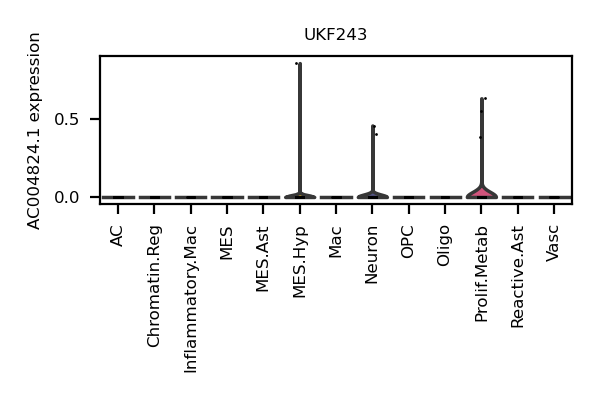 UKF243
AC004824.1 expression
0.5
0.0
AC
Chromatin.Reg
Inflammatory.Mac
MES
MES.Ast
MES.Hyp
Mac
Neuron
OPC
Oligo
Prolif.Metab
Reactive.Ast
Vasc